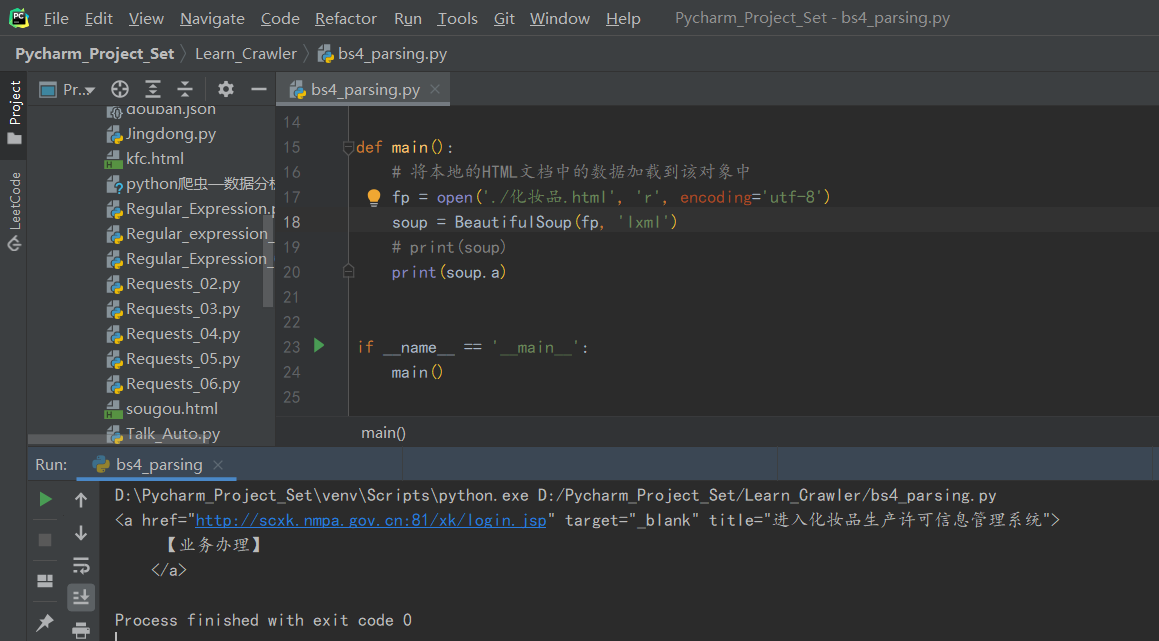 PC File Edit View Navigate Code Refactor Run Tools Git Window Help Pycharm_Project_Set - bs4_parsing.py
Pycharm_Project_Set Learn_Crawler bs4_parsing.py
Project
LeetCode
Pr..
douban.json
Jingdong.py
kfc.html
python爬虫—数据分析
Regular_Expression.p
Regular_expression_
Regular_Expression_
Requests_02.py
Requests_03.py
Requests_04.py
Requests_05.py
Requests_06.py
sougou.html
Talk_Auto.py
bs4_parsing.py
14
15 def main():
16 # 将本地的HTML文档中的数据加载到该对象中
17 fp = open('./化妆品.html', 'r', encoding='utf-8')
18 soup = BeautifulSoup(fp, 'lxml')
19 # print(soup)
20 print(soup.a)
21
22
23 if __name__ == '__main__':
24 main()
25
main()
Run: bs4_parsing
D:\Pycharm_Project_Set\venv\Scripts\python.exe D:/Pycharm_Project_Set/Learn_Crawler/bs4_parsing.py
<a href="http://scxk.nmpa.gov.cn:81/xk/login.jsp" target="_blank" title="进入化妆品生产许可信息管理系统">
【业务办理】
</a>
Process finished with exit code 0